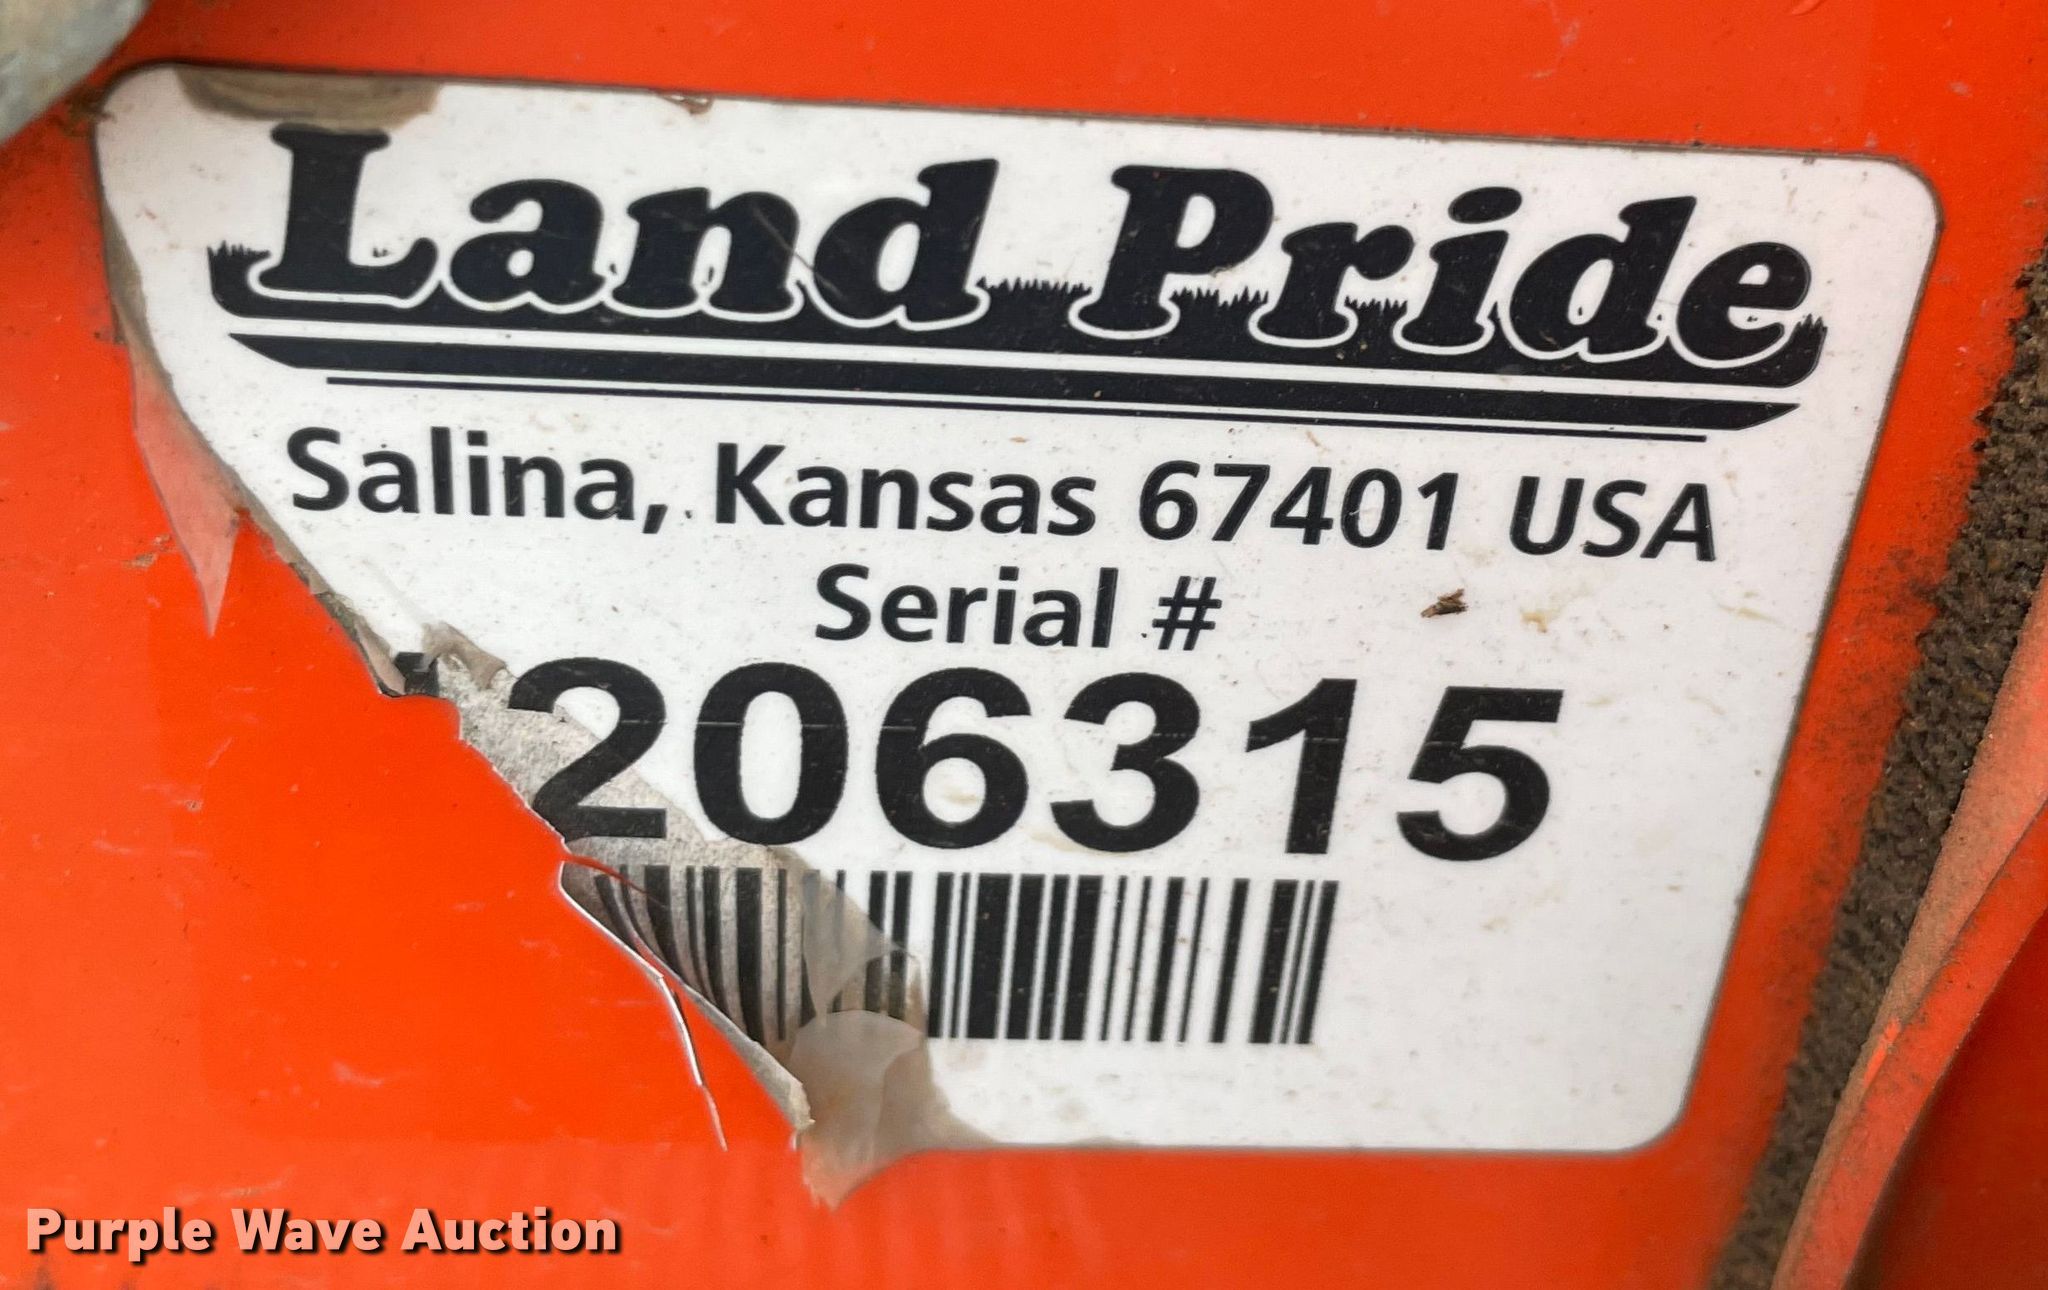 Land Pride
Salina, Kansas 67401 USA
Serial #
206315
Purple Wave Auction